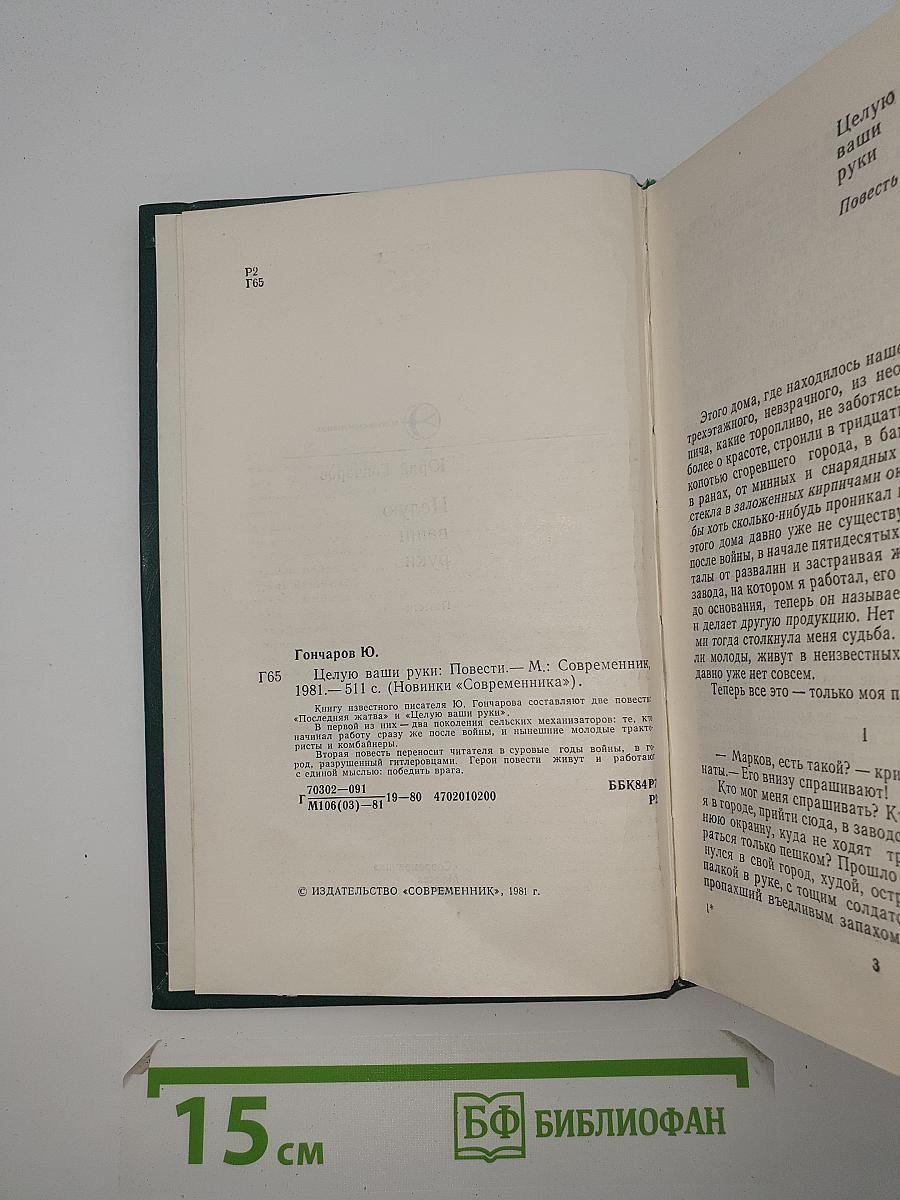 Р2
Г65
Гончаров Ю.
Г65 Целую ваши руки: Повести.— М.: Современник,
1981.— 511 с. (Новинки «Современника»).
Книгу известного писателя Ю. Гончарова составляют две повести
«Последняя жатва» и «Целую ваши руки».
В первой из них — два поколения сельских механизаторов: те, кто
начинал работу сразу же после войны, и нынешние молодые тракто-
ристы и комбайнеры.
Вторая повесть переносит читателя в суровые годы войны, в го-
род, разрушенный гитлеровцами. Герои повести живут и работают
с единой мыслью: победить врага.
70302—091
Г 19—80 4702010200 ББК84Р7
М106(03)—81
© ИЗДАТЕЛЬСТВО «СОВРЕМЕННИК», 1981 г.
Целую
ваши
руки
Повесть
Этого дома, где находилось наше
трехэтажного, невзрачного, из нео
пича, какие торопливо, не заботясь
более о красоте, строили в тридцат
копотью сгоревшего города, в
в ранах, от минных и снарядных
стекла в заложенных кирпичами ок
бы хоть сколько-нибудь проникал
этого дома давно уже не существу
после войны, в начале пятидесятых
талы от развалин и застраивая
завода, на котором я работал, его
до основания, теперь он называе
и делает другую продукцию. Нет
ми тогда столкнула меня судьба.
ли молоды, живут в неизвестных
давно уже нет совсем.
Теперь все это — только моя п
1
— Марков, есть такой? — кри
наты.— Его внизу спрашивают!
Кто мог меня спрашивать? К
я в городе, прийти сюда, в заводс
нюю окраину, куда не ходят тр
раться только пешком? Прошло
нулся в свой город, худой, остр
палкой в руке, с тощим солдатс
пропахший въедливым запахом
1*
3
15 см
БФ БИБЛИОФАН